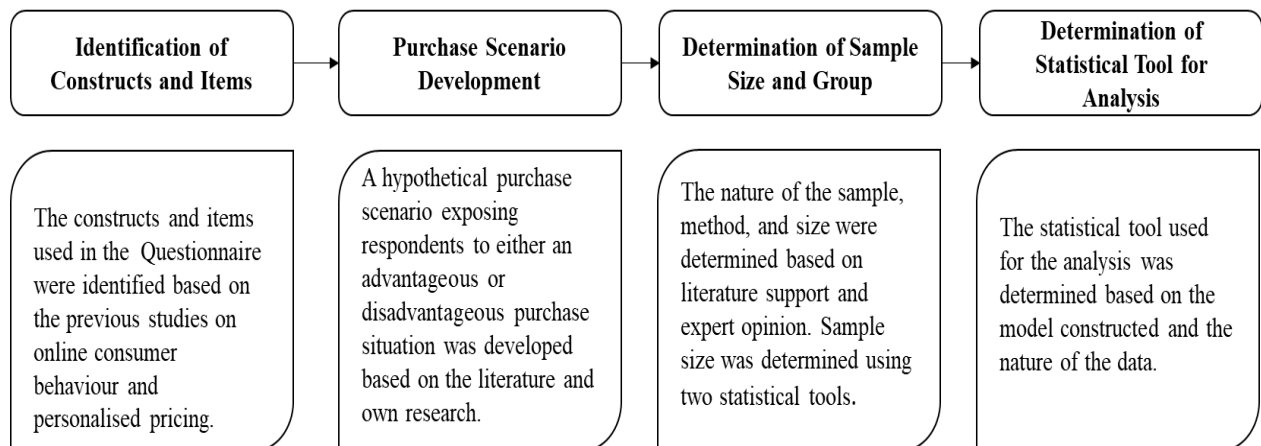 Identification of
Constructs and Items
Purchase Scenario
Development
Determination of Sample
Size and Group
Determination of
Statistical Tool for
Analysis
The constructs and items
used in the Questionnaire
were identified based on
the previous studies on
online consumer
behaviour and
personalised pricing.
A hypothetical purchase
scenario exposing
respondents to either an
advantageous or
disadvantageous purchase
situation was developed
based on the literature and
own research.
The nature of the sample,
method, and size were
determined based on
literature support and
expert opinion. Sample
size was determined using
two statistical tools.
The statistical tool used
for the analysis was
determined based on the
model constructed and the
nature of the data.